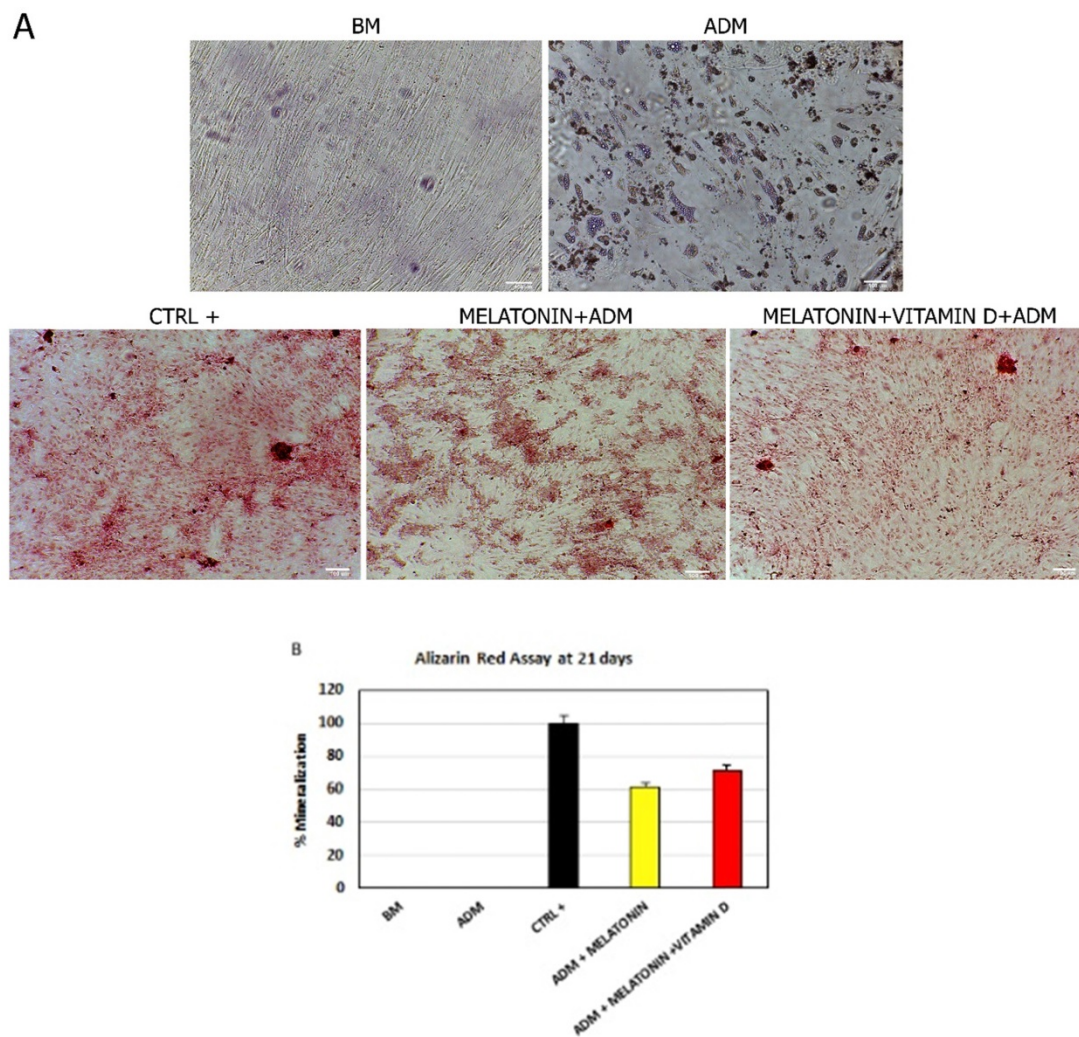 A
BM
ADM
CTRL +
MELATONIN+ADM
MELATONIN+VITAMIN D+ADM
B
Alizarin Red Assay at 21 days
% Mineralization
120
100
80
60
40
20
0
BM
ADM
CTRL +
ADM + MELATONIN
ADM + MELATONIN +VITAMIN D